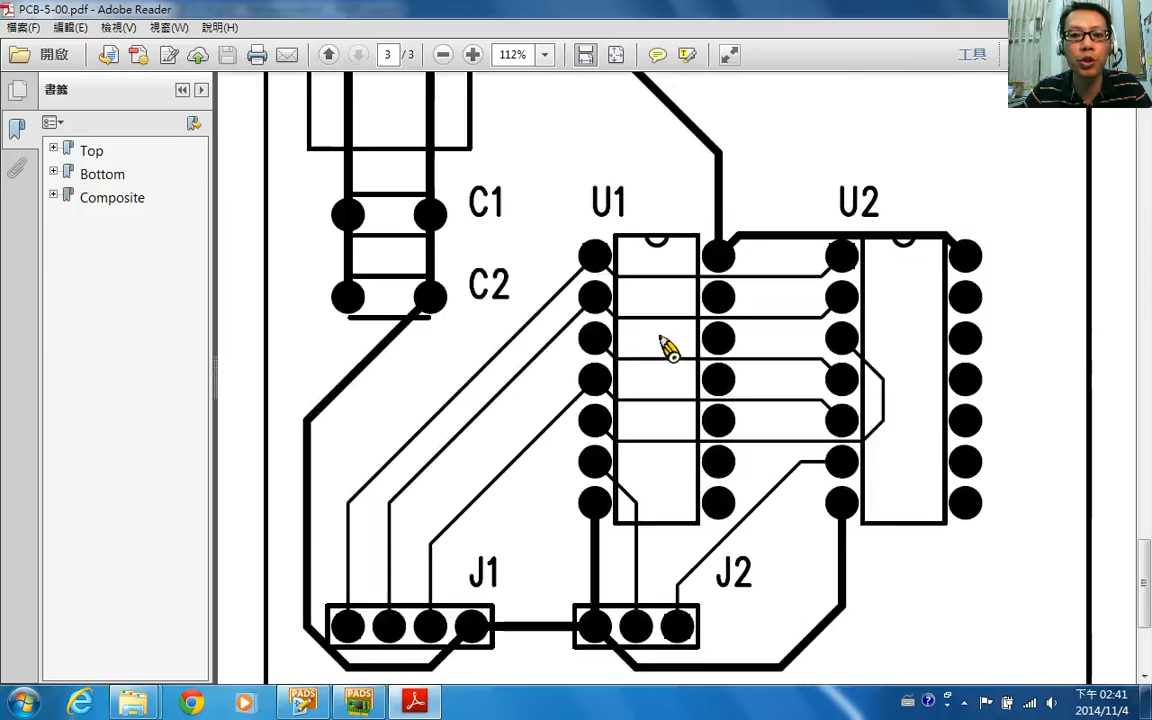 PCB-5-00.pdf - Adobe Reader
檔案(F) 編輯(E) 檢視(V) 視窗(W) 說明(H)
開啟 3 / 3 112% 工具
書籤
Top
Bottom
Composite
C1 U1 U2
C2
J1 J2
PADS PADS
下午 02:41
2014/11/4